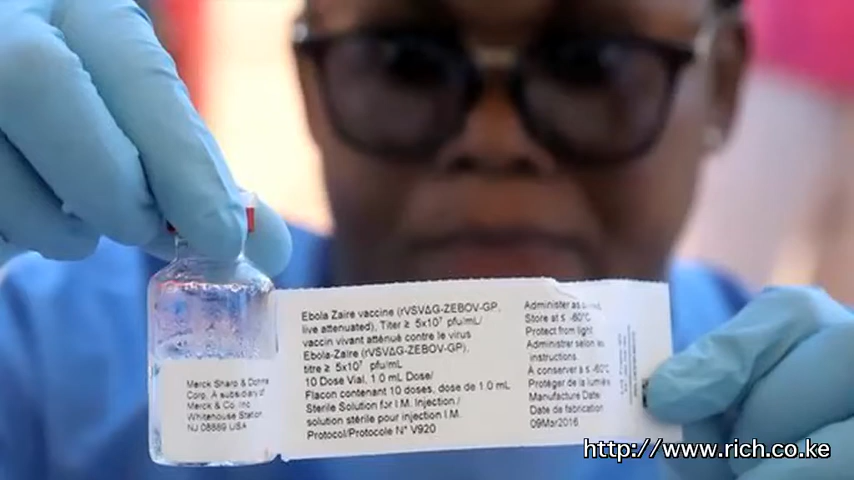 Merck Sharp & Dohme
Corp. A subsidiary of
Merck & Co. Inc
Whitehouse Station
NJ 08889 USA
Ebola Zaire vaccine (rVSV∆G-ZEBOV-GP,
live attenuated), Titer ≥ 5x10⁷ pfu/mL/
vaccin vivant atténué contre le virus
Ebola-Zaire (rVSV∆G-ZEBOV-GP),
titre ≥ 5x10⁷ pfu/mL
10 Dose Vial, 1.0 mL Dose/
Flacon contenant 10 doses, dose de 1.0 mL
Sterile Solution for I.M. Injection /
solution stérile pour injection I.M.
Protocol/Protocole N° V920
Administer as
Store at ≤ -60°C
Protect from light
Administrer selon les
instructions.
À conserver à ≤ -60°C
Protéger de la lumière
Manufacture Date
Date de fabrication
09Mar2016
http://www.rich.co.ke